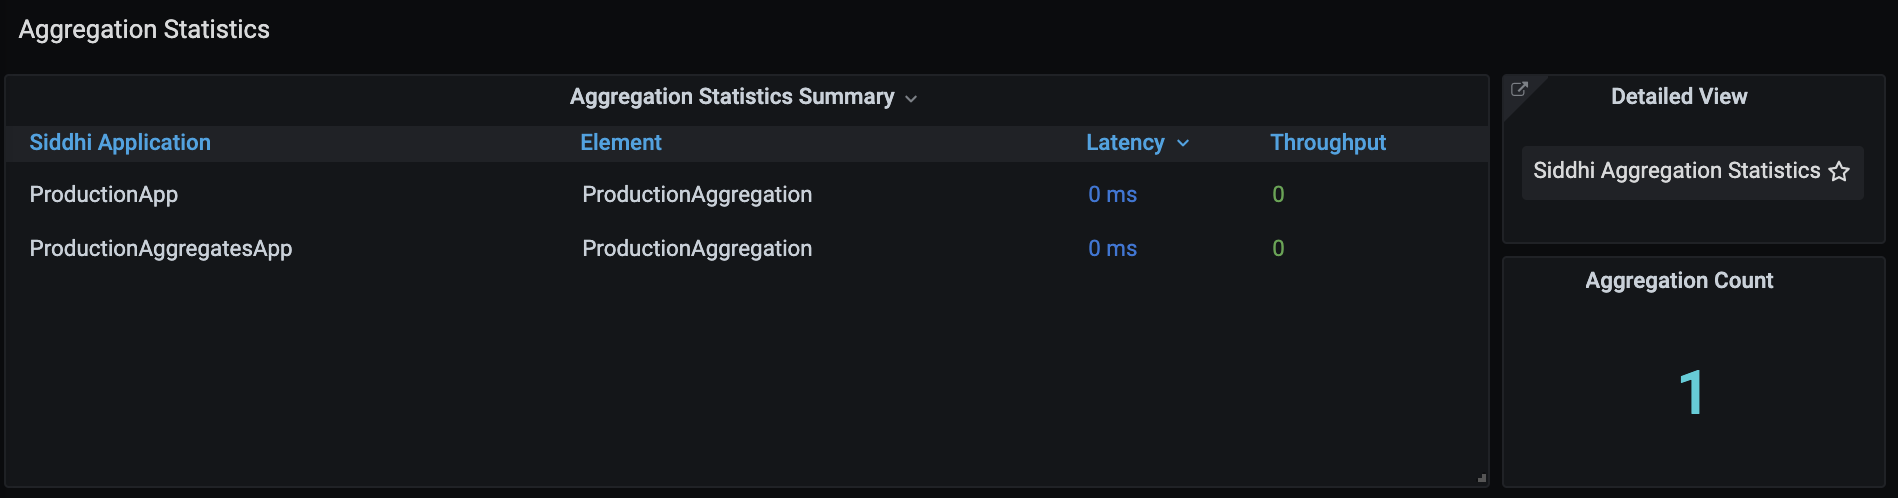 Aggregation Statistics
Aggregation Statistics Summary
Siddhi Application Element Latency Throughput
ProductionApp ProductionAggregation 0 ms 0
ProductionAggregatesApp ProductionAggregation 0 ms 0
Detailed View
Siddhi Aggregation Statistics
Aggregation Count
1